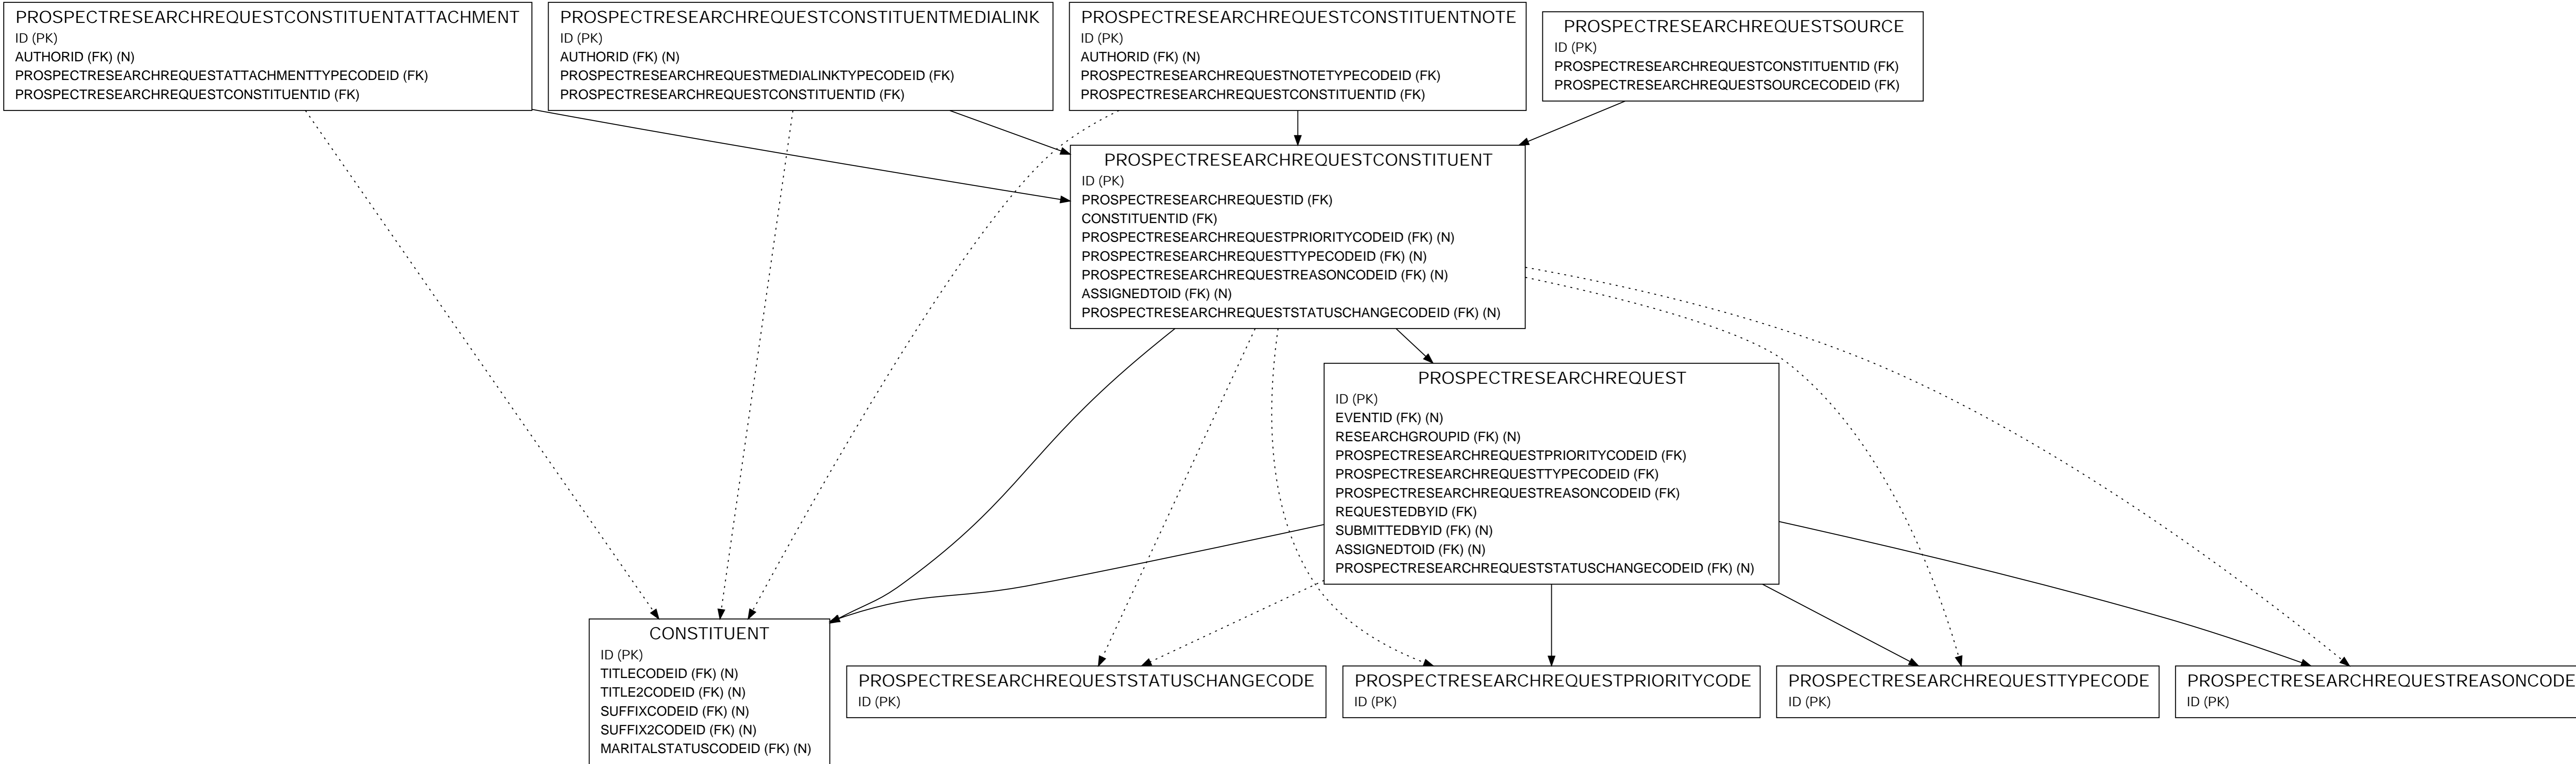 PROSPECTRESEARCHREQUESTCONSTITUENTATTACHMENT
ID (PK)
AUTHORID (FK) (N)
PROSPECTRESEARCHREQUESTATTACHMENTTYPECODEID (FK)
PROSPECTRESEARCHREQUESTCONSTITUENTID (FK)
PROSPECTRESEARCHREQUESTCONSTITUENTMEDIALINK
ID (PK)
AUTHORID (FK) (N)
PROSPECTRESEARCHREQUESTMEDIALINKTYPECODEID (FK)
PROSPECTRESEARCHREQUESTCONSTITUENTID (FK)
PROSPECTRESEARCHREQUESTCONSTITUENTNOTE
ID (PK)
AUTHORID (FK) (N)
PROSPECTRESEARCHREQUESTNOTETYPECODEID (FK)
PROSPECTRESEARCHREQUESTCONSTITUENTID (FK)
PROSPECTRESEARCHREQUESTSOURCE
ID (PK)
PROSPECTRESEARCHREQUESTCONSTITUENTID (FK)
PROSPECTRESEARCHREQUESTSOURCECODEID (FK)
PROSPECTRESEARCHREQUESTCONSTITUENT
ID (PK)
PROSPECTRESEARCHREQUESTID (FK)
CONSTITUENTID (FK)
PROSPECTRESEARCHREQUESTPRIORITYCODEID (FK) (N)
PROSPECTRESEARCHREQUESTTYPECODEID (FK) (N)
PROSPECTRESEARCHREQUESTREASONCODEID (FK) (N)
ASSIGNEDTOID (FK) (N)
PROSPECTRESEARCHREQUESTSTATUSCHANGECODEID (FK) (N)
PROSPECTRESEARCHREQUEST
ID (PK)
EVENTID (FK) (N)
RESEARCHGROUPID (FK) (N)
PROSPECTRESEARCHREQUESTPRIORITYCODEID (FK)
PROSPECTRESEARCHREQUESTTYPECODEID (FK)
PROSPECTRESEARCHREQUESTREASONCODEID (FK)
REQUESTEDBYID (FK)
SUBMITTEDBYID (FK) (N)
ASSIGNEDTOID (FK) (N)
PROSPECTRESEARCHREQUESTSTATUSCHANGECODEID (FK) (N)
CONSTITUENT
ID (PK)
TITLECODEID (FK) (N)
TITLE2CODEID (FK) (N)
SUFFIXCODEID (FK) (N)
SUFFIX2CODEID (FK) (N)
MARITALSTATUSCODEID (FK) (N)
PROSPECTRESEARCHREQUESTSTATUSCHANGECODE
ID (PK)
PROSPECTRESEARCHREQUESTPRIORITYCODE
ID (PK)
PROSPECTRESEARCHREQUESTTYPECODE
ID (PK)
PROSPECTRESEARCHREQUESTREASONCODE
ID (PK)